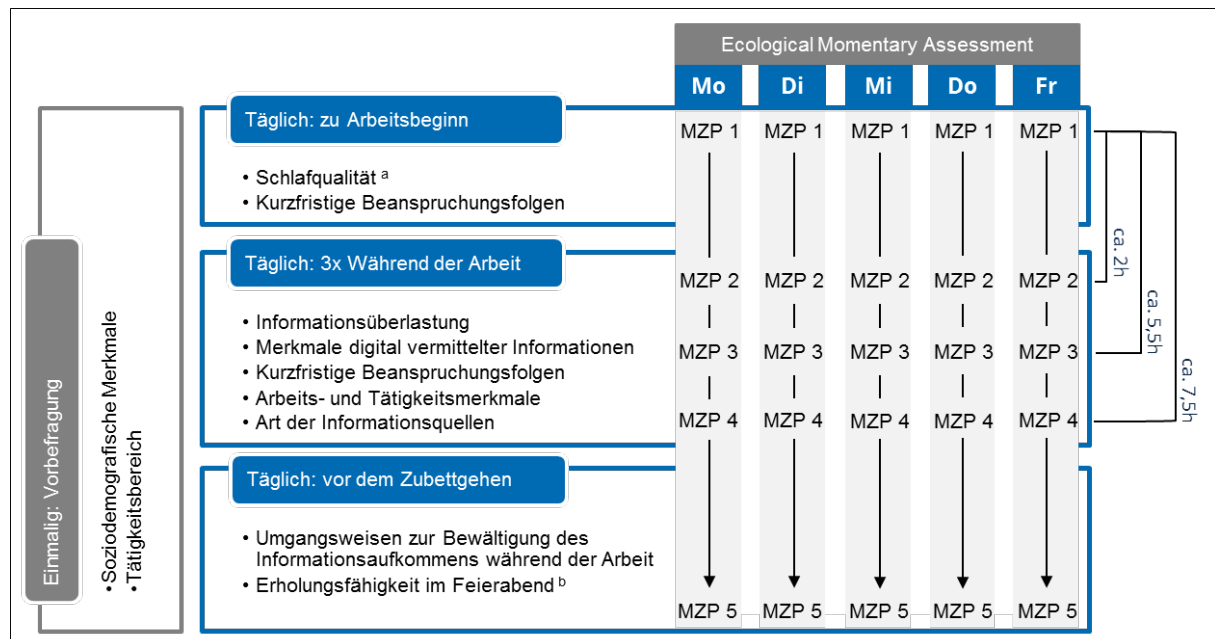 Ecological Momentary Assessment
Mo Di Mi Do Fr
Einmalig: Vorbefragung
•Soziodemografische Merkmale
•Tätigkeitsbereich
Täglich: zu Arbeitsbeginn
• Schlafqualität a
• Kurzfristige Beanspruchungsfolgen
MZP 1 MZP 1 MZP 1 MZP 1 MZP 1
Täglich: 3x Während der Arbeit
• Informationsüberlastung
• Merkmale digital vermittelter Informationen
• Kurzfristige Beanspruchungsfolgen
• Arbeits- und Tätigkeitsmerkmale
• Art der Informationsquellen
MZP 2 MZP 2 MZP 2 MZP 2 MZP 2
MZP 3 MZP 3 MZP 3 MZP 3 MZP 3
MZP 4 MZP 4 MZP 4 MZP 4 MZP 4
ca. 2h
ca. 5,5h
ca. 7,5h
Täglich: vor dem Zubettgehen
• Umgangsweisen zur Bewältigung des
Informationsaufkommens während der Arbeit
• Erholungsfähigkeit im Feierabend b
MZP 5 MZP 5 MZP 5 MZP 5 MZP 5